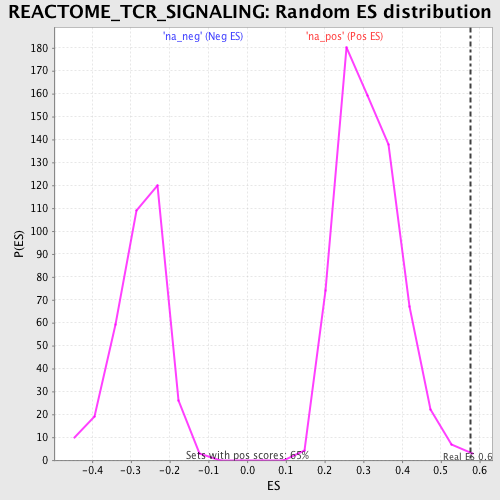 REACTOME_TCR_SIGNALING: Random ES distribution
'na_neg' (Neg ES)
'na_pos' (Pos ES)
180
170
160
150
140
130
120
110
100
90
80
70
60
50
40
30
20
10
0
P(ES)
Sets with pos scores: 65%
Real ES 0.6
-0.4 -0.3 -0.2 -0.1 0.0 0.1 0.2 0.3 0.4 0.5 0.6
ES